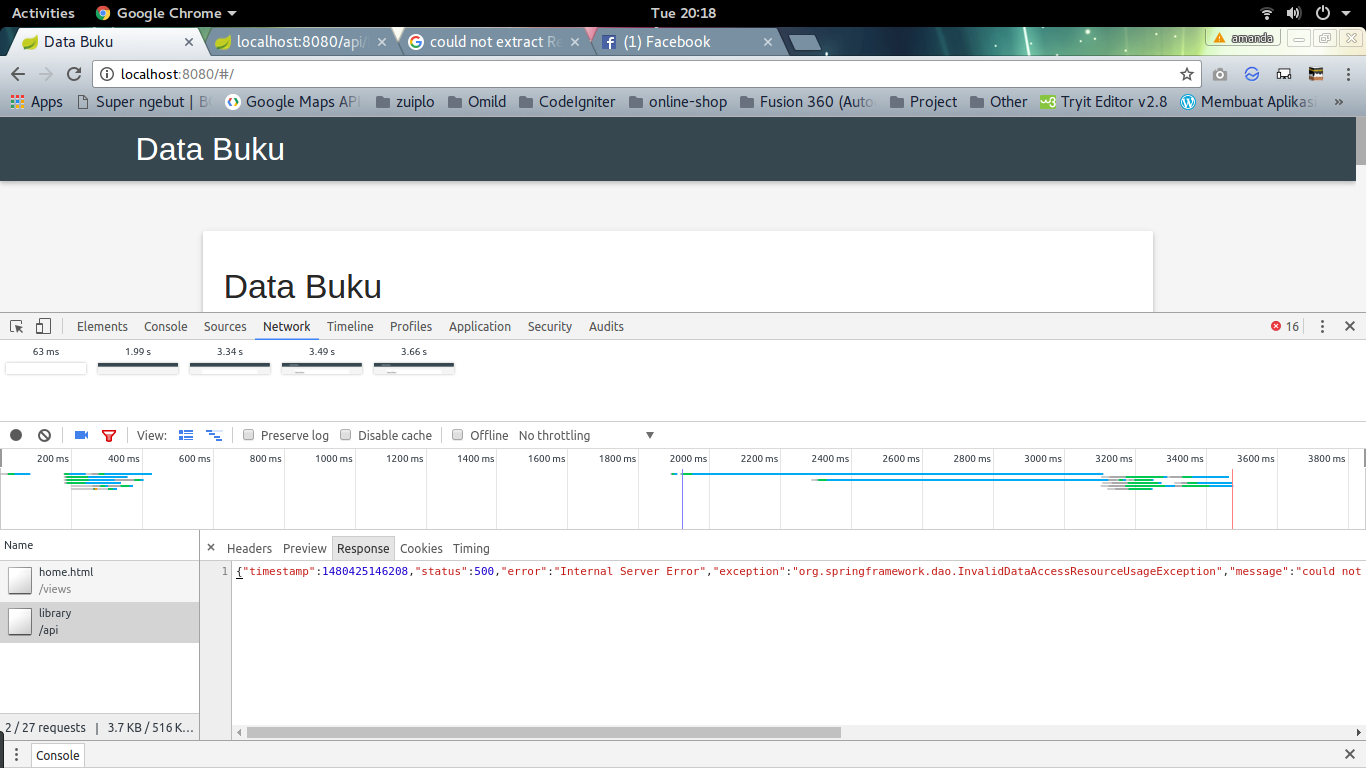 Activities Google Chrome Tue 20:18
Data Buku localhost:8080/api/ could not extract Re (1) Facebook amanda
localhost:8080/#/
Apps Super ngebut | B Google Maps AP zuiplo Omild CodeIgniter online-shop Fusion 360 (Auto Project Other Tryit Editor v2.8 Membuat Aplikas »
Data Buku
Data Buku
Elements Console Sources Network Timeline Profiles Application Security Audits 16
63 ms 1.99 s 3.34 s 3.49 s 3.66 s
View: Preserve log Disable cache Offline No throttling
200 ms 400 ms 600 ms 800 ms 1000 ms 1200 ms 1400 ms 1600 ms 1800 ms 2000 ms 2200 ms 2400 ms 2600 ms 2800 ms 3000 ms 3200 ms 3400 ms 3600 ms 3800 ms
Name × Headers Preview Response Cookies Timing
home.html
/views
library
/api
1 {"timestamp":1480425146208,"status":500,"error":"Internal Server Error","exception":"org.springframework.dao.InvalidDataAccessResourceUsageException","message":"could not
2 / 27 requests | 3.7 KB / 516 K...
Console